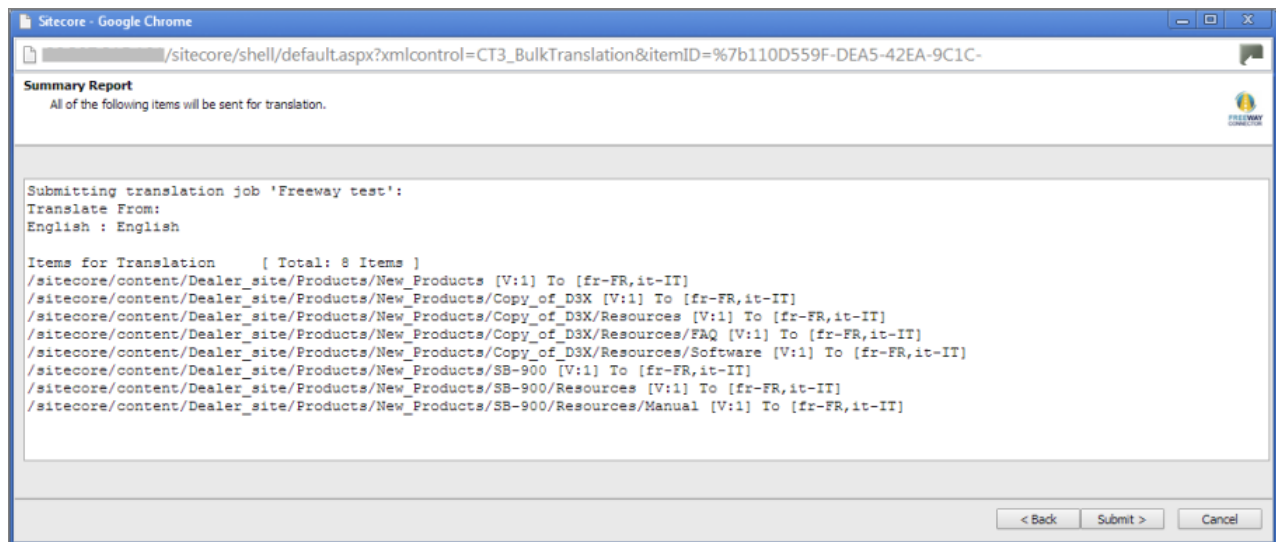 Sitecore - Google Chrome
/sitecore/shell/default.aspx?xmlcontrol=CT3_BulkTranslation&itemID=%7b110D559F-DEA5-42EA-9C1C-
Summary Report
All of the following items will be sent for translation.
FREEWAY
CONNECTOR
Submitting translation job 'Freeway test':
Translate From:
English : English
Items for Translation [ Total: 8 Items ]
/sitecore/content/Dealer_site/Products/New_Products [V:1] To [fr-FR,it-IT]
/sitecore/content/Dealer_site/Products/New_Products/Copy_of_D3X [V:1] To [fr-FR,it-IT]
/sitecore/content/Dealer_site/Products/New_Products/Copy_of_D3X/Resources [V:1] To [fr-FR,it-IT]
/sitecore/content/Dealer_site/Products/New_Products/Copy_of_D3X/Resources/FAQ [V:1] To [fr-FR,it-IT]
/sitecore/content/Dealer_site/Products/New_Products/Copy_of_D3X/Resources/Software [V:1] To [fr-FR,it-IT]
/sitecore/content/Dealer_site/Products/New_Products/SB-900 [V:1] To [fr-FR,it-IT]
/sitecore/content/Dealer_site/Products/New_Products/SB-900/Resources [V:1] To [fr-FR,it-IT]
/sitecore/content/Dealer_site/Products/New_Products/SB-900/Resources/Manual [V:1] To [fr-FR,it-IT]
< Back Submit > Cancel